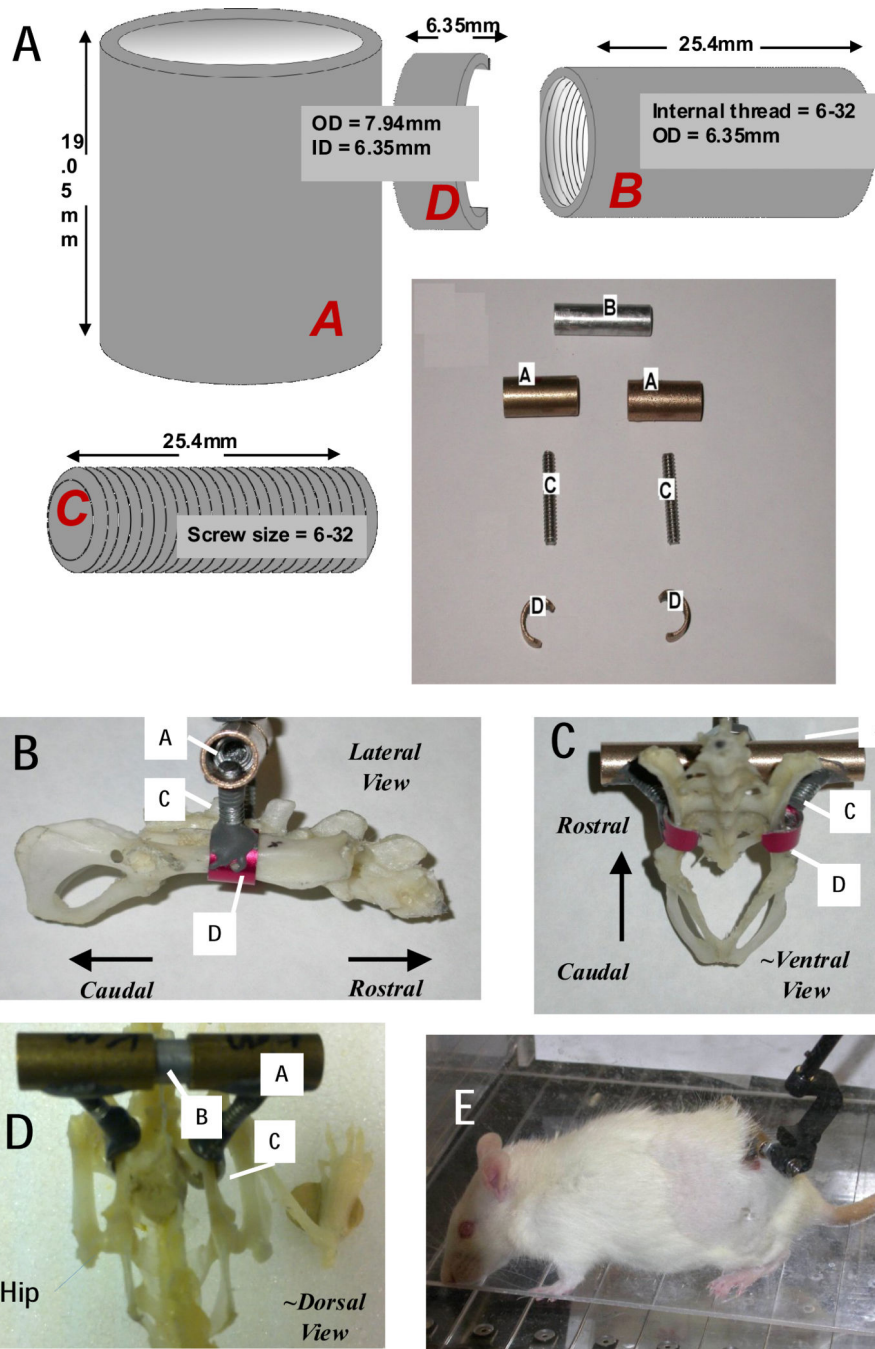 A
6.35mm
25.4mm
OD = 7.94mm
ID = 6.35mm
Internal thread = 6-32
OD = 6.35mm
19
.0
5
m
m
D
B
A
25.4mm
C
Screw size = 6-32
B
A
A
C
C
D
D
B
A
Lateral
View
C
D
Caudal
Rostral
C
Rostral
C
D
Caudal
~Ventral
View
D
A
B
C
Hip
~Dorsal
View
E